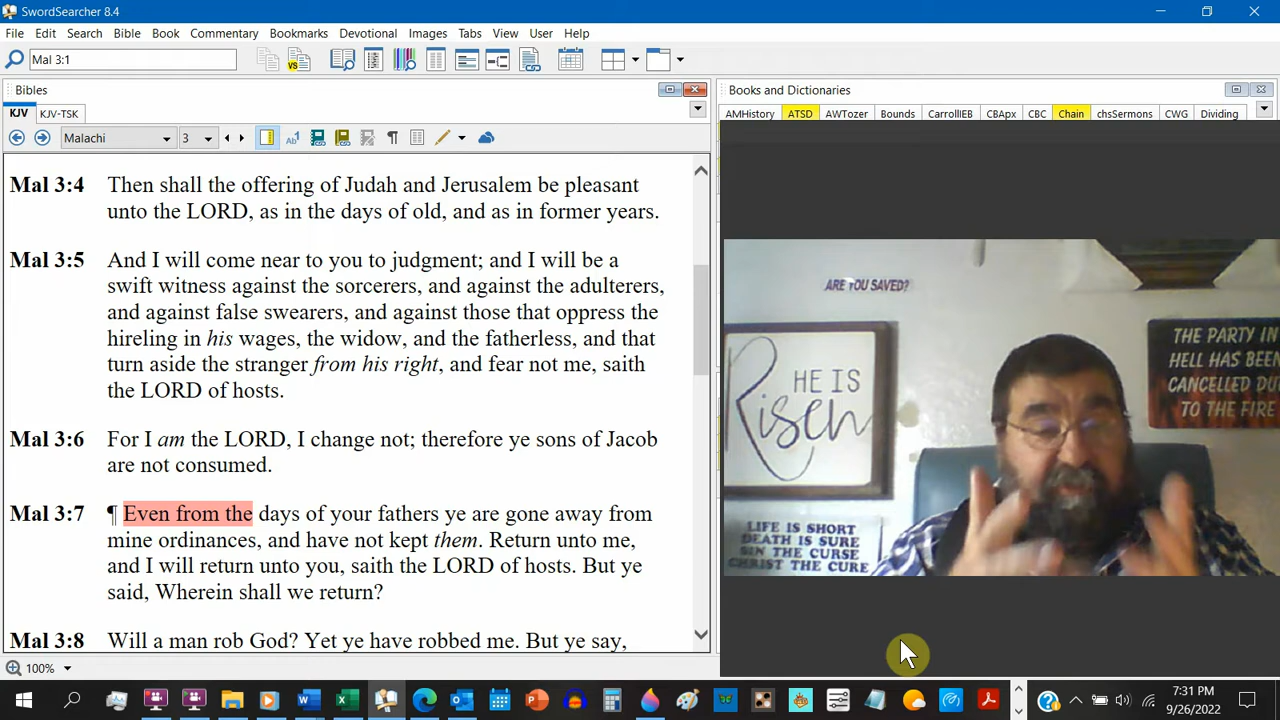 SwordSearcher 8.4
File Edit Search Bible Book Commentary Bookmarks Devotional Images Tabs View User Help
Mal 3:1
VS
Bibles
KJV KJV-TSK
Malachi 3
Mal 3:4 Then shall the offering of Judah and Jerusalem be pleasant
unto the LORD, as in the days of old, and as in former years.
Mal 3:5 And I will come near to you to judgment; and I will be a
swift witness against the sorcerers, and against the adulterers,
and against false swearers, and against those that oppress the
hireling in his wages, the widow, and the fatherless, and that
turn aside the stranger from his right, and fear not me, saith
the LORD of hosts.
Mal 3:6 For I am the LORD, I change not; therefore ye sons of Jacob
are not consumed.
Mal 3:7 ¶ Even from the days of your fathers ye are gone away from
mine ordinances, and have not kept them. Return unto me,
and I will return unto you, saith the LORD of hosts. But ye
said, Wherein shall we return?
Mal 3:8 Will a man rob God? Yet ye have robbed me. But ye say,
100%
Books and Dictionaries
AMHistory ATSD AWTozer Bounds CarrollIEB CBApx CBC Chain chsSermons CWG Dividing
ARE YOU SAVED?
HE IS
Risen
THE PARTY IN
HELL HAS BEEN
CANCELLED DU
TO THE FIRE
LIFE IS SHORT
DEATH IS SURE
SIN THE CURSE
CHRIST THE CURE
7:31 PM
9/26/2022